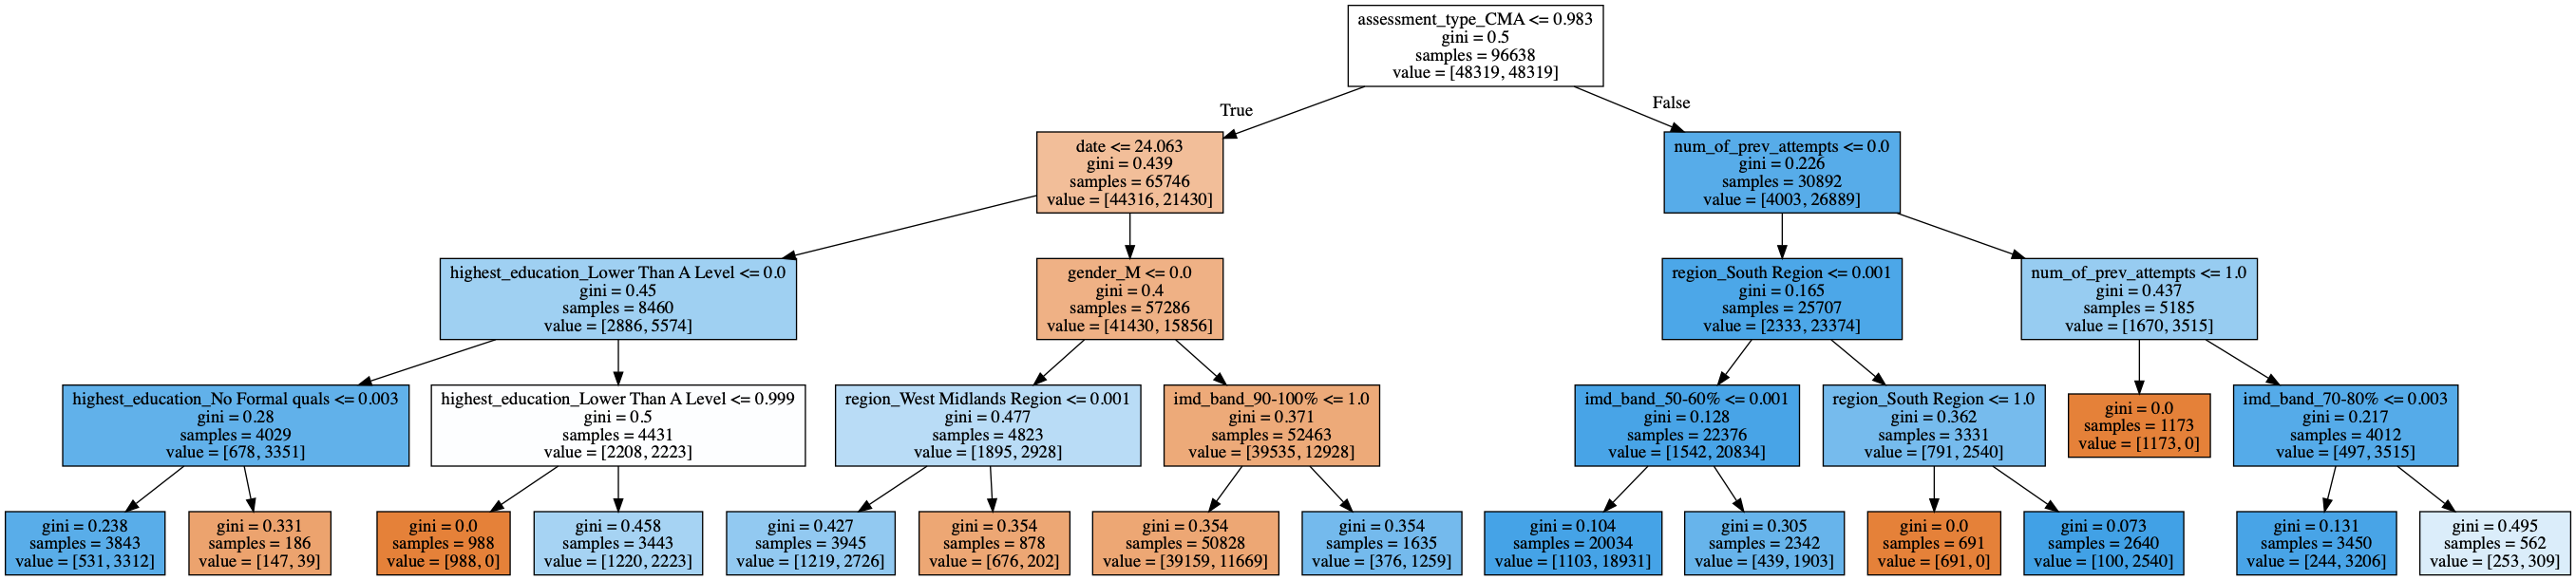 assessment_type_CMA <= 0.983
gini = 0.5
samples = 96638
value = [48319, 48319]
True
False
date <= 24.063
gini = 0.439
samples = 65746
value = [44316, 21430]
num_of_prev_attempts <= 0.0
gini = 0.226
samples = 30892
value = [4003, 26889]
highest_education_Lower Than A Level <= 0.0
gini = 0.45
samples = 8460
value = [2886, 5574]
gender_M <= 0.0
gini = 0.4
samples = 57286
value = [41430, 15856]
region_South Region <= 0.001
gini = 0.165
samples = 25707
value = [2333, 23374]
num_of_prev_attempts <= 1.0
gini = 0.437
samples = 5185
value = [1670, 3515]
highest_education_No Formal quals <= 0.003
gini = 0.28
samples = 4029
value = [678, 3351]
highest_education_Lower Than A Level <= 0.999
gini = 0.5
samples = 4431
value = [2208, 2223]
region_West Midlands Region <= 0.001
gini = 0.477
samples = 4823
value = [1895, 2928]
imd_band_90-100% <= 1.0
gini = 0.371
samples = 52463
value = [39535, 12928]
imd_band_50-60% <= 0.001
gini = 0.128
samples = 22376
value = [1542, 20834]
region_South Region <= 1.0
gini = 0.362
samples = 3331
value = [791, 2540]
gini = 0.0
samples = 1173
value = [1173, 0]
imd_band_70-80% <= 0.003
gini = 0.217
samples = 4012
value = [497, 3515]
gini = 0.238
samples = 3843
value = [531, 3312]
gini = 0.331
samples = 186
value = [147, 39]
gini = 0.0
samples = 988
value = [988, 0]
gini = 0.458
samples = 3443
value = [1220, 2223]
gini = 0.427
samples = 3945
value = [1219, 2726]
gini = 0.354
samples = 878
value = [676, 202]
gini = 0.354
samples = 50828
value = [39159, 11669]
gini = 0.354
samples = 1635
value = [376, 1259]
gini = 0.104
samples = 20034
value = [1103, 18931]
gini = 0.305
samples = 2342
value = [439, 1903]
gini = 0.0
samples = 691
value = [691, 0]
gini = 0.073
samples = 2640
value = [100, 2540]
gini = 0.131
samples = 3450
value = [244, 3206]
gini = 0.495
samples = 562
value = [253, 309]